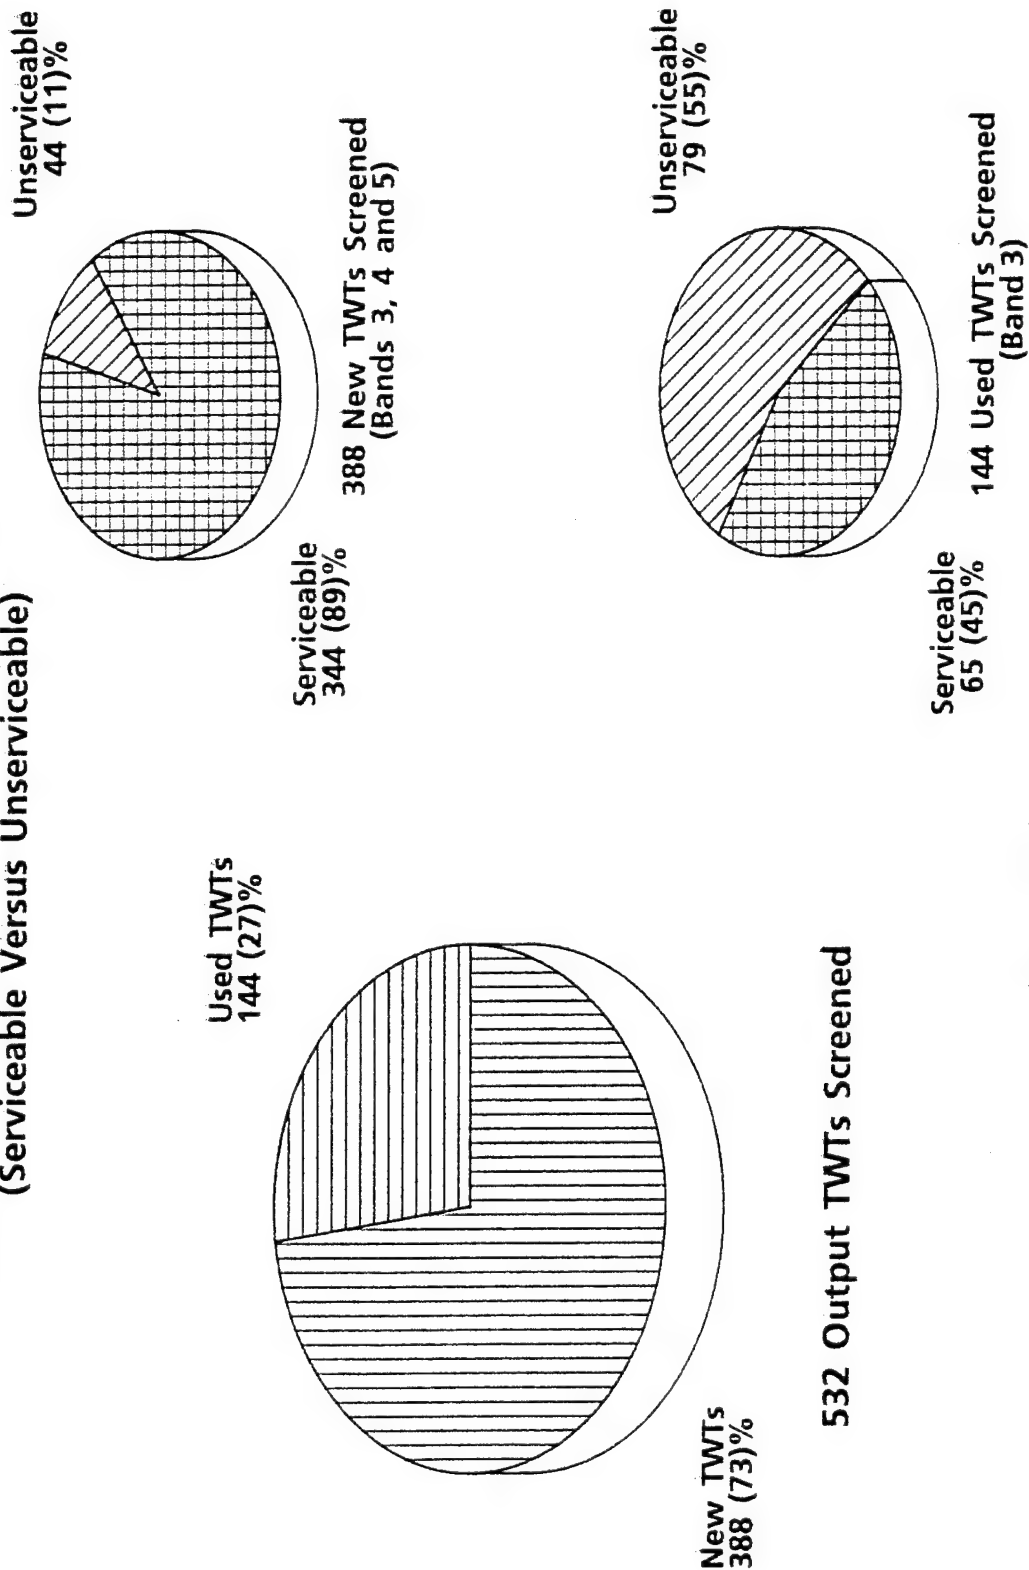 (Serviceable Versus Unserviceable)
Used TWTs
144 (27)%
New TWTs
388 (73)%
532 Output TWTs Screened
Unserviceable
44 (11)%
Serviceable
344 (89)%
388 New TWTs Screened
(Bands 3, 4 and 5)
Unserviceable
79 (55)%
Serviceable
65 (45)%
144 Used TWTs Screened
(Band 3)